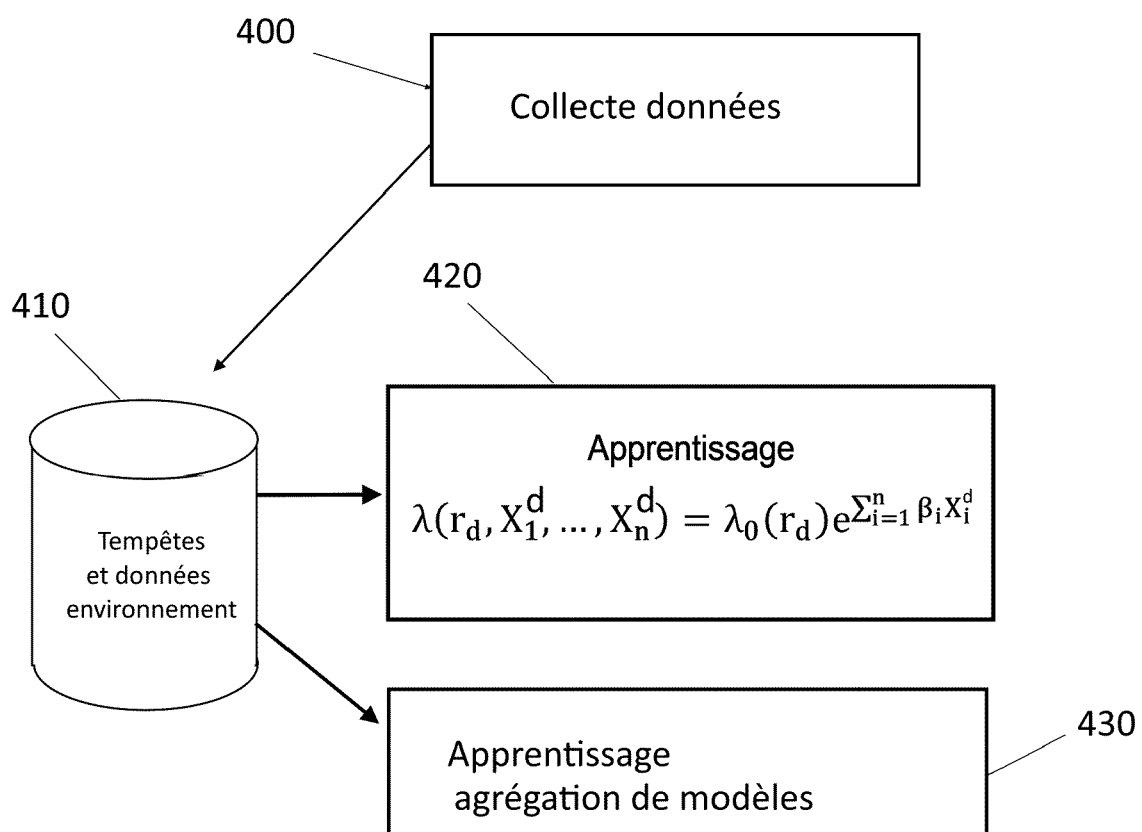 400
Collecte données
420
410
Apprentissage
λ(r_d, X_1^d, ..., X_n^d) = λ_0(r_d)e^{Σ_{i=1}^n β_i X_i^d}
Tempêtes
et données
environnement
430
Apprentissage
agrégation de modèles